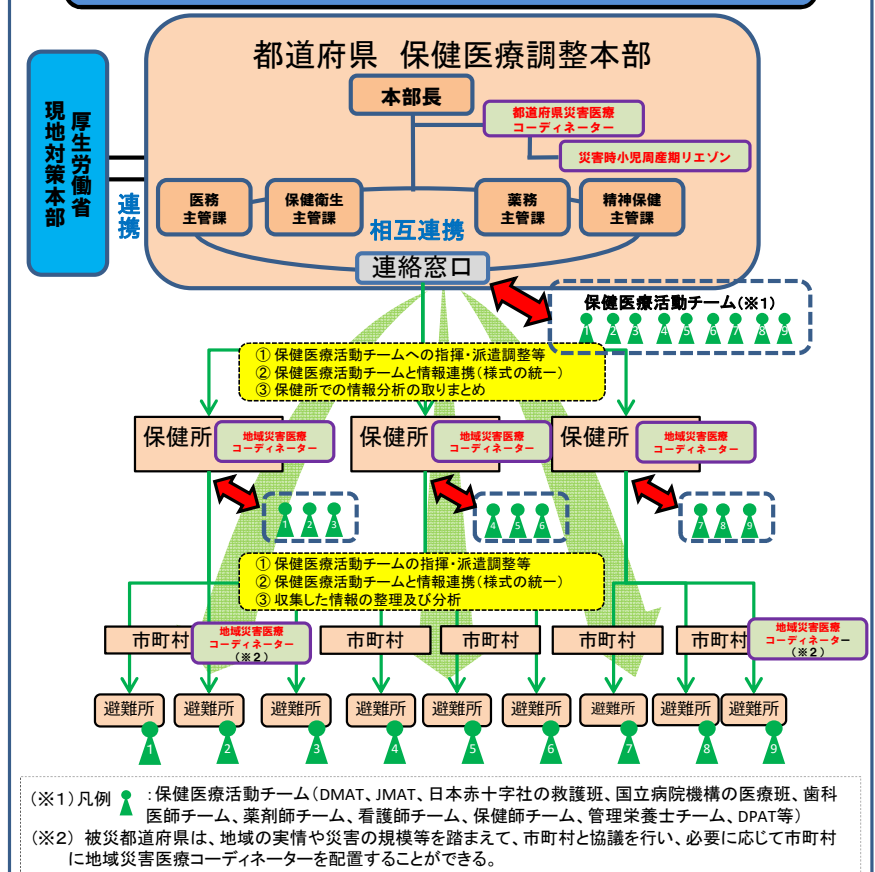 都道府県 保健医療調整本部
本部長
都道府県災害医療
コーディネーター
災害時小児周産期リエゾン
厚生労働省
現地対策本部
連携
医務
主管課
保健衛生
主管課
薬務
主管課
精神保健
主管課
相互連携
連絡窓口
保健医療活動チーム(※1)
1 2 3 4 5 6 7 8 9
① 保健医療活動チームへの指揮・派遣調整等
② 保健医療活動チームと情報連携(様式の統一)
③ 保健所での情報分析の取りまとめ
保健所
地域災害医療
コーディネーター
保健所
地域災害医療
コーディネーター
保健所
地域災害医療
コーディネーター
1 2 3
4 5 6
7 8 9
① 保健医療活動チームの指揮・派遣調整等
② 保健医療活動チームと情報連携(様式の統一)
③ 収集した情報の整理及び分析
市町村
地域災害医療
コーディネーター
(※2)
市町村
市町村
市町村
市町村
地域災害医療
コーディネーター
(※2)
避難所 避難所 避難所 避難所 避難所 避難所 避難所 避難所 避難所
1 2 3 4 5 6 7 8 9
(※1)凡例 :保健医療活動チーム(DMAT、JMAT、日本赤十字社の救護班、国立病院機構の医療班、歯科
医師チーム、薬剤師チーム、看護師チーム、保健師チーム、管理栄養士チーム、DPAT等)
(※2) 被災都道府県は、地域の実情や災害の規模等を踏まえて、市町村と協議を行い、必要に応じて市町村
に地域災害医療コーディネーターを配置することができる。